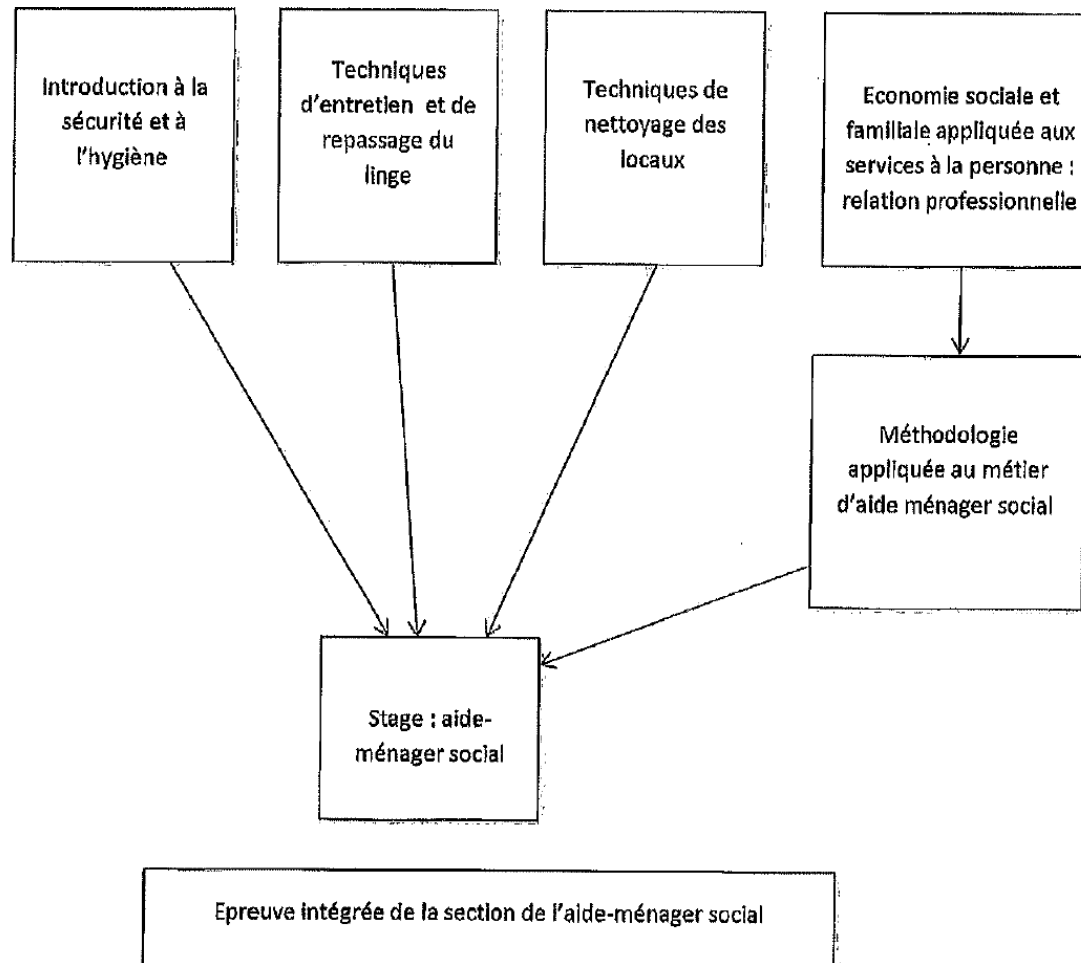 Introduction à la
sécurité et à
l'hygiène
Techniques
d'entretien et de
repassage du
linge
Techniques de
nettoyage des
locaux
Economie sociale et
familiale appliquée aux
services à la personne :
relation professionnelle
Méthodologie
appliquée au métier
d'aide ménager social
Stage : aide-
ménager social
Epreuve intégrée de la section de l'aide-ménager social